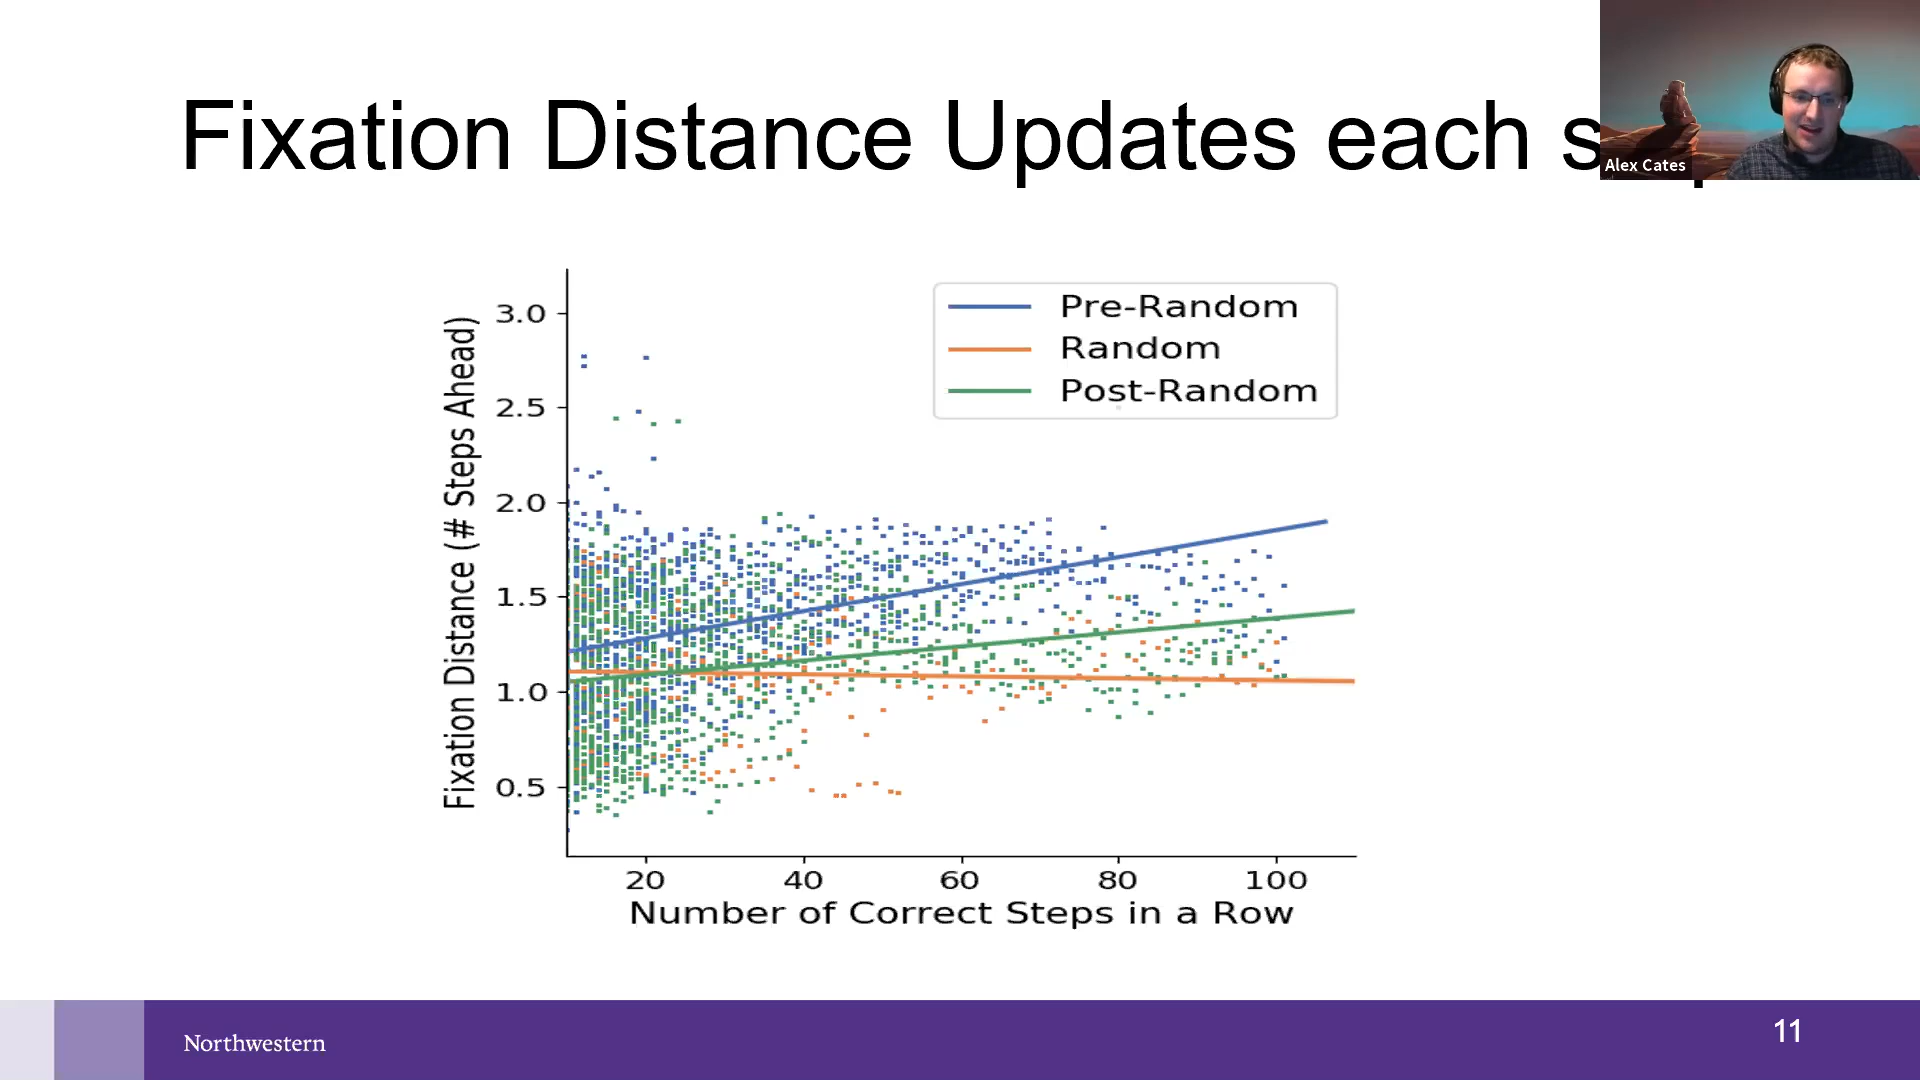 Fixation Distance Updates each
Alex Cates
Fixation Distance (# Steps Ahead)
3.0
2.5
2.0
1.5
1.0
0.5
Pre-Random
Random
Post-Random
20 40 60 80 100
Number of Correct Steps in a Row
Northwestern
11